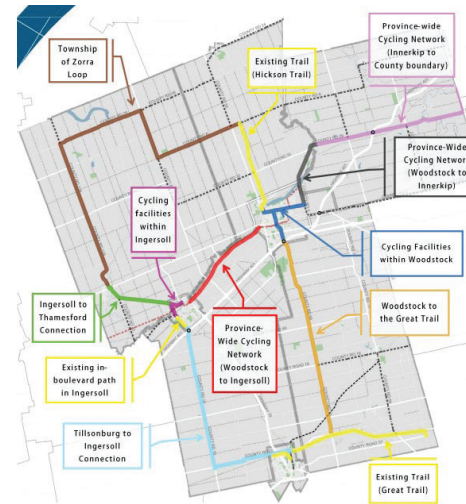 Township
of Zorra
Loop
Existing Trail
(Hickson Trail)
Province-wide
Cycling Network
(Innerkip to
County boundary)
Province-Wide
Cycling Network
(Woodstock to
Innerkip)
Cycling
facilities
within
Ingersoll
Cycling Facilities
within Woodstock
Ingersoll to
Thamesford
Connection
Province-
Wide Cycling
Network
(Woodstock
to Ingersoll)
Woodstock to
the Great Trail
Existing in-
boulevard path
in Ingersoll
Tillsonburg to
Ingersoll
Connection
Existing Trail
(Great Trail)